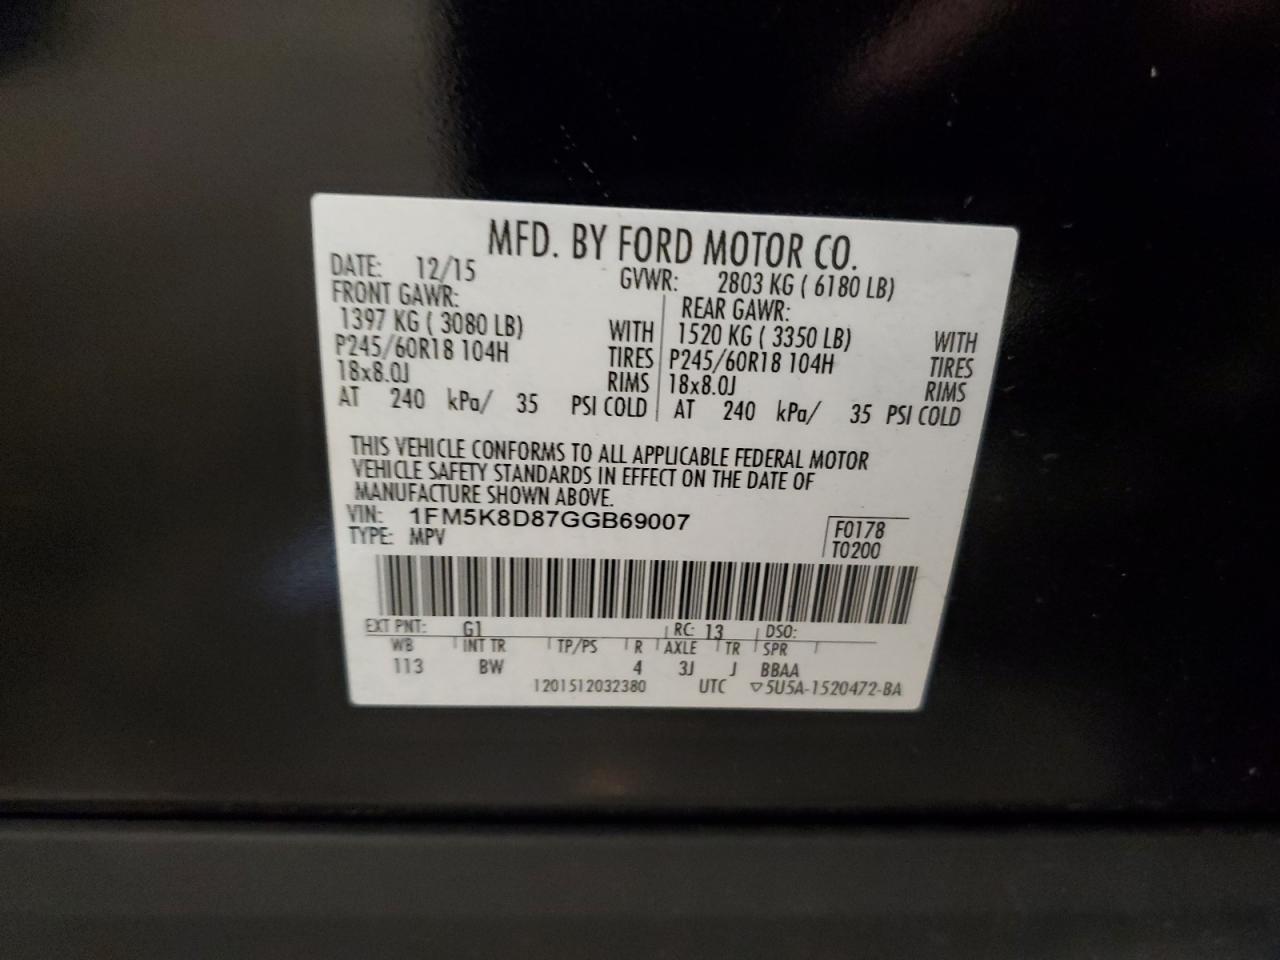 MFD. BY FORD MOTOR CO.
DATE: 12/15 GVWR: 2803 KG ( 6180 LB)
FRONT GAWR: REAR GAWR:
1397 KG ( 3080 LB) WITH 1520 KG ( 3350 LB) WITH
P245/60R18 104H TIRES P245/60R18 104H TIRES
18x8.0J RIMS 18x8.0J RIMS
AT 240 kPa/ 35 PSI COLD AT 240 kPa/ 35 PSI COLD
THIS VEHICLE CONFORMS TO ALL APPLICABLE FEDERAL MOTOR
VEHICLE SAFETY STANDARDS IN EFFECT ON THE DATE OF
MANUFACTURE SHOWN ABOVE.
VIN: 1FM5K8D87GGB69007 F0178
TYPE: MPV T0200
EXT PNT: G1 RC: 13 DSO:
WB INT TR TP/PS R AXLE TR SPR
113 BW 4 3J J BBAA
1201512032380 UTC ▽5U5A-1520472-BA